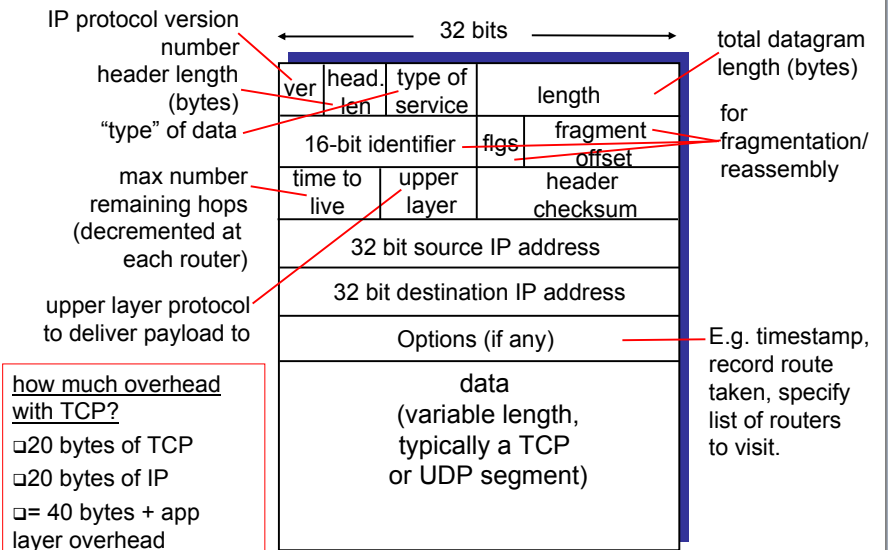 IP protocol version
number
header length
(bytes)
“type” of data
max number
remaining hops
(decremented at
each router)
upper layer protocol
to deliver payload to
how much overhead
with TCP?
❑20 bytes of TCP
❑20 bytes of IP
❑= 40 bytes + app
layer overhead
32 bits
ver
head.
len
type of
service
length
16-bit identifier
flgs
fragment
offset
time to
live
upper
layer
header
checksum
32 bit source IP address
32 bit destination IP address
Options (if any)
data
(variable length,
typically a TCP
or UDP segment)
total datagram
length (bytes)
for
fragmentation/
reassembly
E.g. timestamp,
record route
taken, specify
list of routers
to visit.